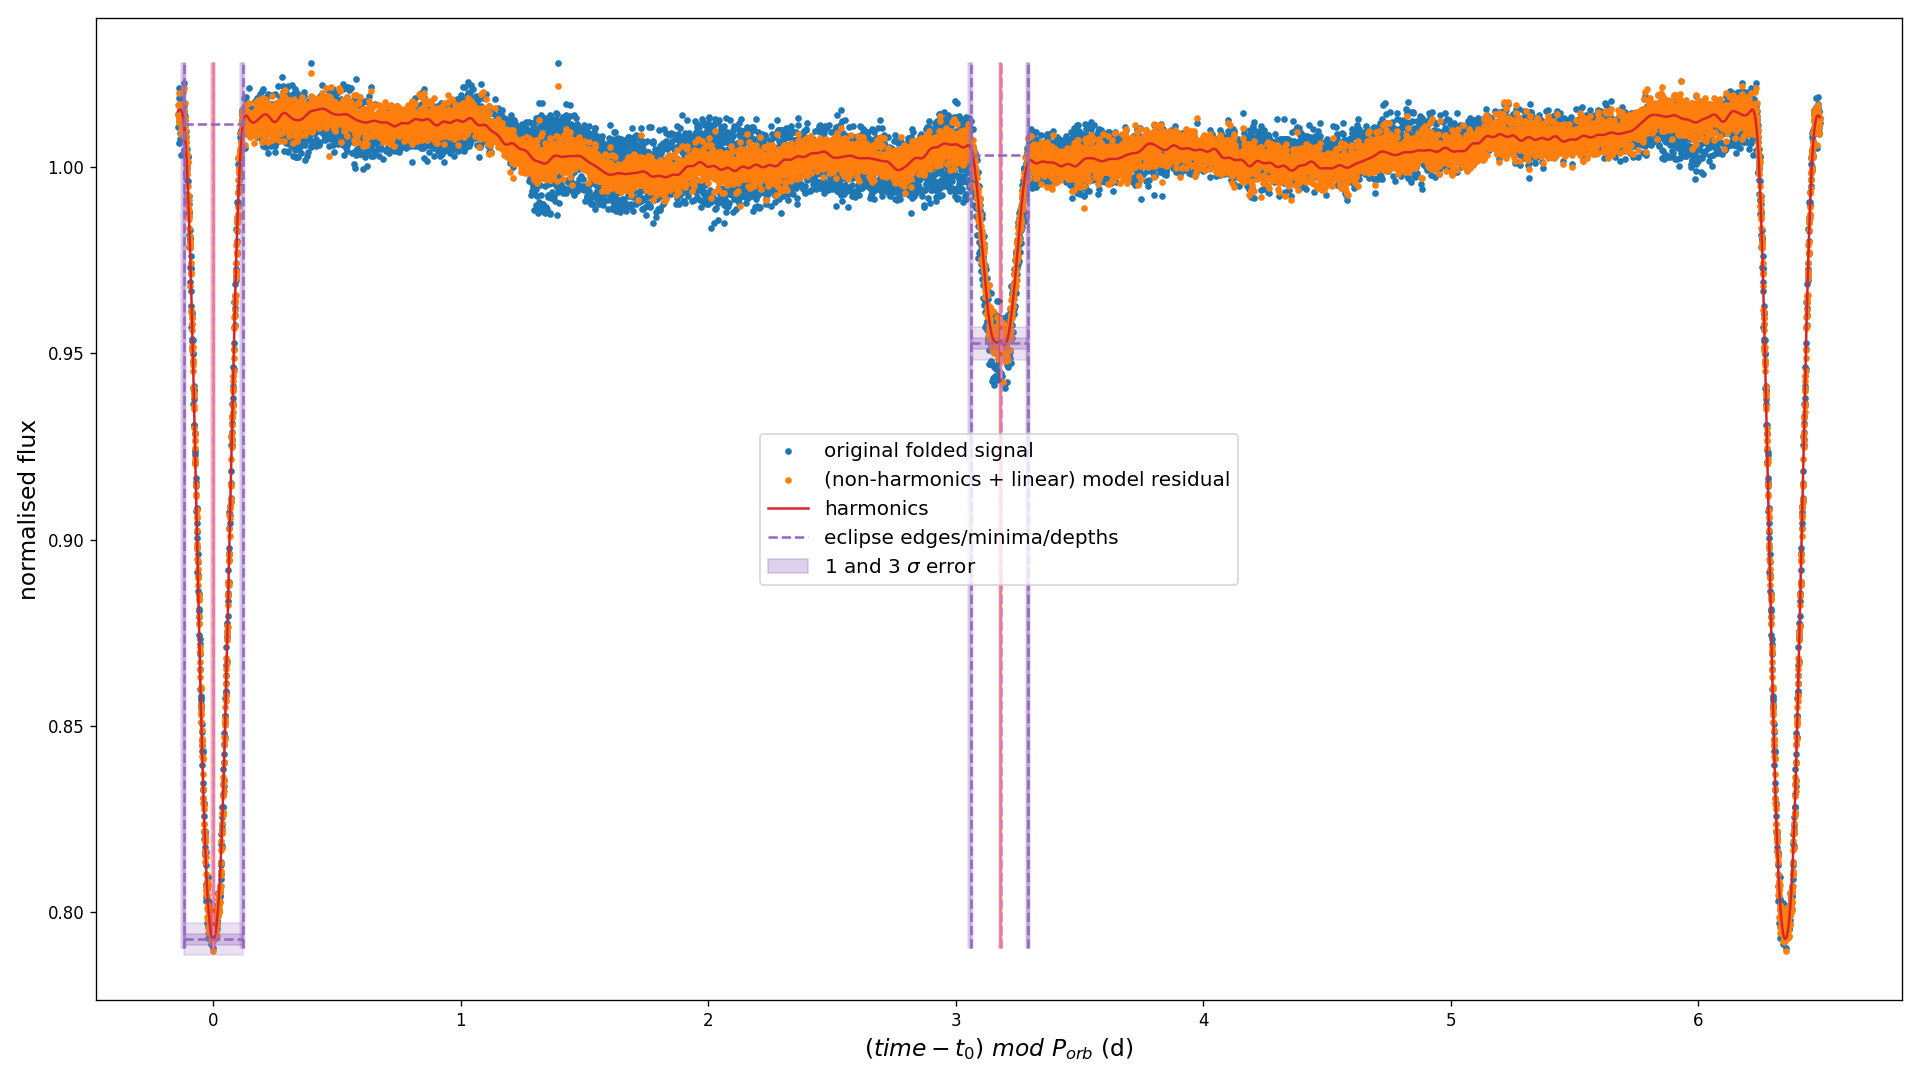 normalised flux
1.00
0.95
0.90
0.85
0.80
original folded signal
(non-harmonics + linear) model residual
harmonics
eclipse edges/minima/depths
1 and 3 σ error
0 1 2 3 4 5 6
(time − t₀) mod Pₒᵣb (d)